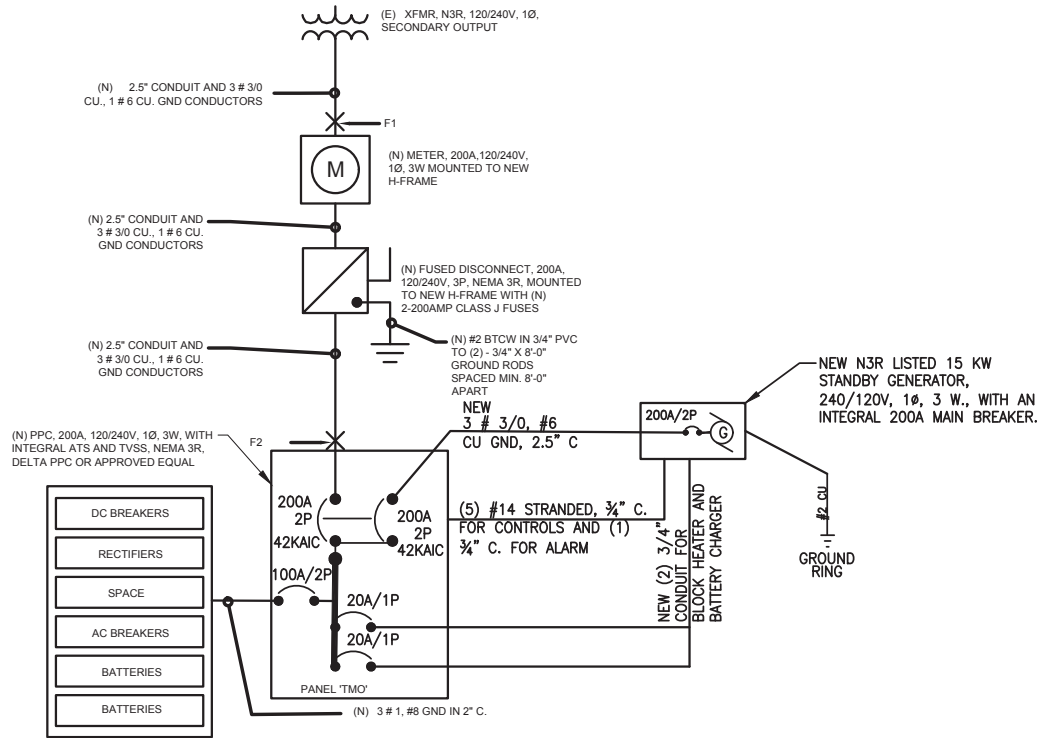 (E) XFMR, N3R, 120/240V, 1Ø,
SECONDARY OUTPUT
(N) 2.5" CONDUIT AND 3 # 3/0
CU., 1 # 6 CU. GND CONDUCTORS
F1
M
(N) METER, 200A,120/240V,
1Ø, 3W MOUNTED TO NEW
H-FRAME
(N) 2.5" CONDUIT AND
3 # 3/0 CU., 1 # 6 CU.
GND CONDUCTORS
(N) FUSED DISCONNECT, 200A,
120/240V, 3P, NEMA 3R, MOUNTED
TO NEW H-FRAME WITH (N)
2-200AMP CLASS J FUSES
(N) 2.5" CONDUIT AND
3 # 3/0 CU., 1 # 6 CU.
GND CONDUCTORS
(N) #2 BTCW IN 3/4" PVC
TO (2) - 3/4" X 8'-0"
GROUND RODS
SPACED MIN. 8'-0"
APART
NEW N3R LISTED 15 KW
STANDBY GENERATOR,
240/120V, 1ø, 3 W., WITH AN
INTEGRAL 200A MAIN BREAKER.
NEW
3 # 3/0, #6
CU GND, 2.5" C
200A/2P
G
(N) PPC, 200A, 120/240V, 1Ø, 3W, WITH
INTEGRAL ATS AND TVSS, NEMA 3R,
DELTA PPC OR APPROVED EQUAL
F2
200A
2P
42KAIC
200A
2P
42KAIC
(5) #14 STRANDED, ¾" C.
FOR CONTROLS AND (1)
¾" C. FOR ALARM
NEW (2) 3/4"
CONDUIT FOR
BLOCK HEATER AND
BATTERY CHARGER
#2 CU
GROUND
RING
DC BREAKERS
RECTIFIERS
SPACE
AC BREAKERS
BATTERIES
BATTERIES
100A/2P
20A/1P
20A/1P
PANEL 'TMO'
(N) 3 # 1, #8 GND IN 2" C.